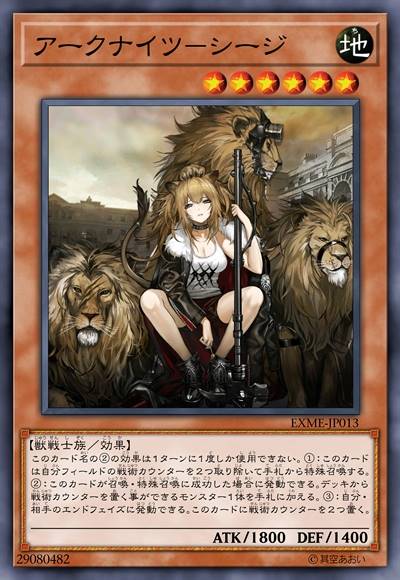 アークナイツーシージ
地
EXME-JP013
【獣戦士族／効果】
このカード名の②の効果は1ターンに1度しか使用できない。①：このカード
は自分フィールドの戦術カウンターを2つ取り除いて手札から特殊召喚する。
②：このカードが召喚・特殊召喚に成功した場合に発動できる。デッキから
戦術カウンターを置く事ができるモンスター1体を手札に加える。③：自分・
相手のエンドフェイズに発動できる。このカードに戦術カウンターを2つ置く。
ATK/1800 DEF/1400
29080482
©其空あおい